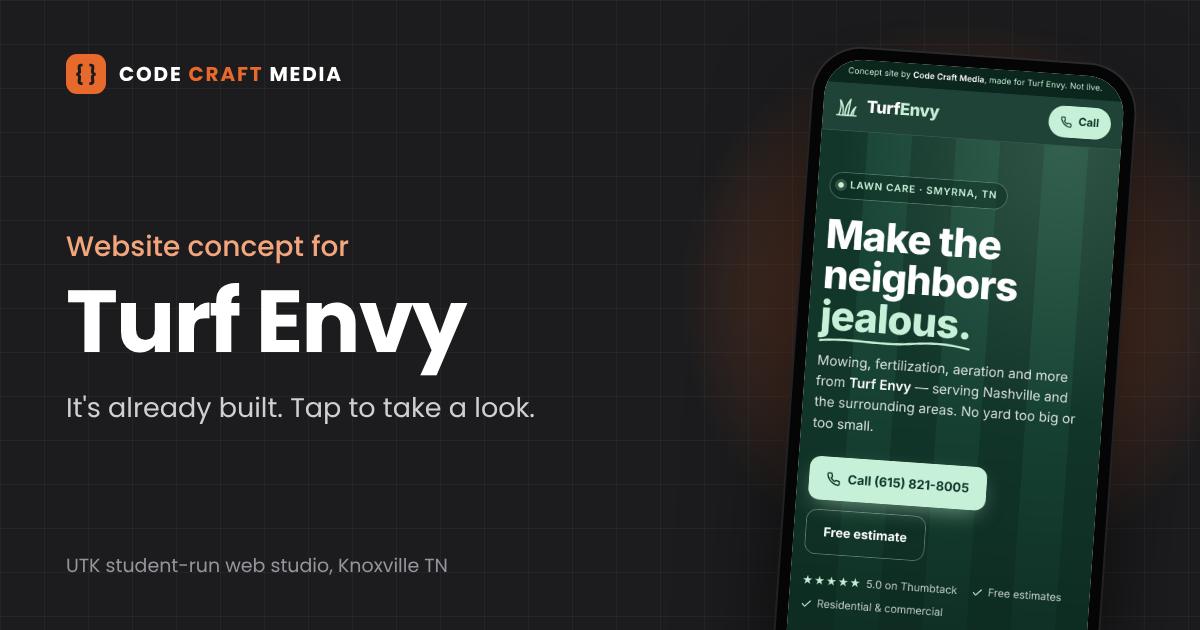 { } CODE CRAFT MEDIA
Website concept for
Turf Envy
It's already built. Tap to take a look.
UTK student-run web studio, Knoxville TN
Concept site by Code Craft Media, made for Turf Envy. Not live.
TurfEnvy
Call
LAWN CARE · SMYRNA, TN
Make the
neighbors
jealous.
Mowing, fertilization, aeration and more
from Turf Envy — serving Nashville and
the surrounding areas. No yard too big or
too small.
Call (615) 821-8005
Free estimate
★★★★★ 5.0 on Thumbtack ✓ Free estimates
✓ Residential & commercial